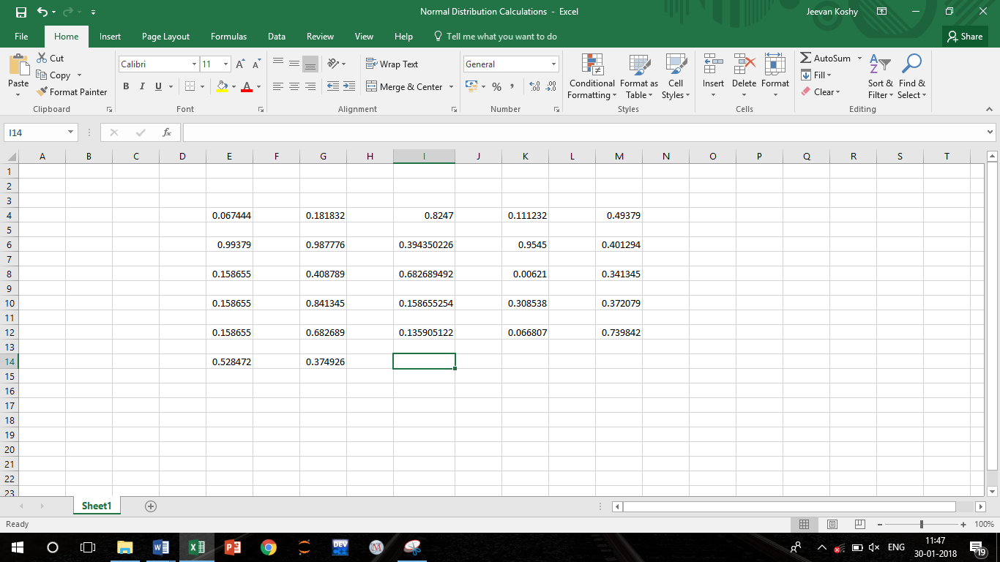 Normal Distribution Calculations - Excel
Jeevan Koshy
File Home Insert Page Layout Formulas Data Review View Help Tell me what you want to do Share
Paste
Cut
Copy
Format Painter
Clipboard
Calibri 11 A A
B I U A
Font
Wrap Text
Merge & Center
Alignment
General
% , .0 .00 .00 .0
Number
Conditional Formatting
Format as Table
Cell Styles
Styles
Insert Delete Format
Cells
AutoSum
Fill
Clear
Sort & Filter
Find & Select
Editing
I14 fx
A B C D E F G H I J K L M N O P Q R S T
1
2
3
4 0.067444 0.181832 0.8247 0.111232 0.49379
5
6 0.99379 0.987776 0.394350226 0.9545 0.401294
7
8 0.158655 0.408789 0.682689492 0.00621 0.341345
9
10 0.158655 0.841345 0.158655254 0.308538 0.372079
11
12 0.158655 0.682689 0.135905122 0.066807 0.739842
13
14 0.528472 0.374926
15
16
17
18
19
20
21
22
23
Sheet1
Ready 100%
DEV ENG 11:47
30-01-2018
19